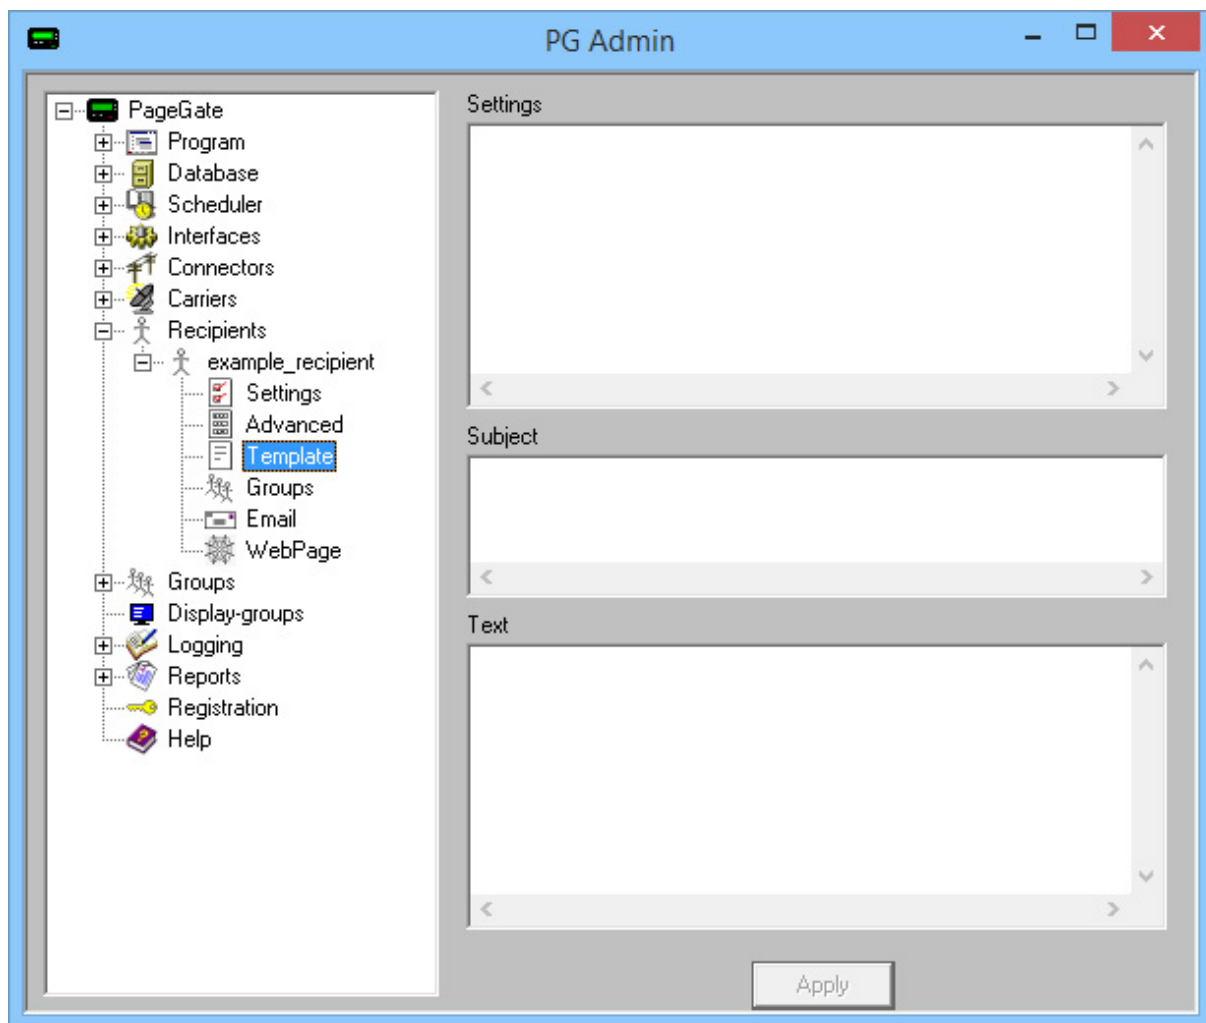 PG Admin
PageGate
Program
Database
Scheduler
Interfaces
Connectors
Carriers
Recipients
example_recipient
Settings
Advanced
Template
Groups
Email
WebPage
Groups
Display-groups
Logging
Reports
Registration
Help
Settings
Subject
Text
Apply